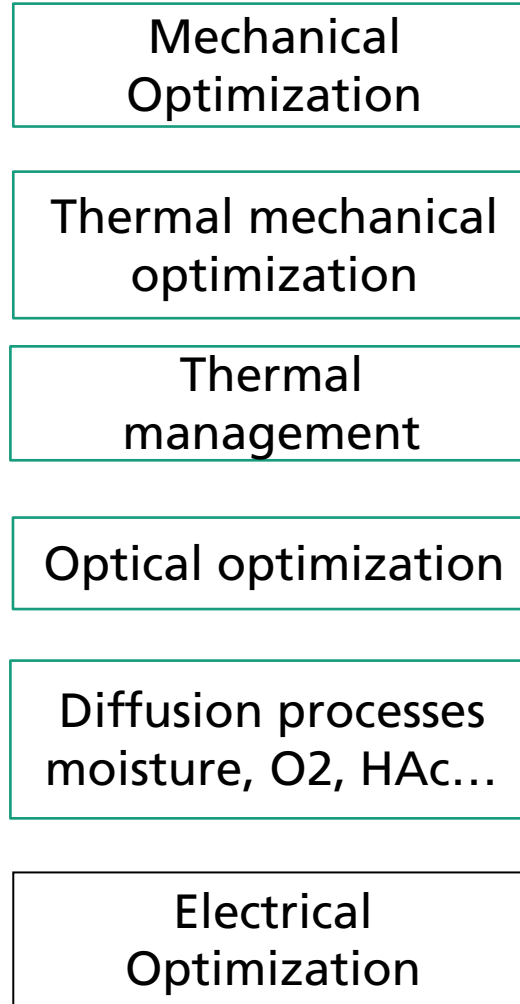 Mechanical
Optimization
Thermal mechanical
optimization
Thermal
management
Optical optimization
Diffusion processes
moisture, O2, HAc…
Electrical
Optimization